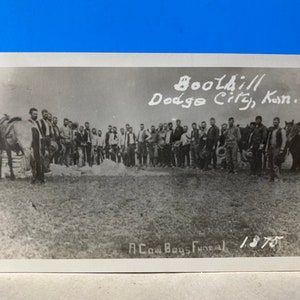 Boothill
Dodge City, Kan.
A Cow Boys Funeral
1875